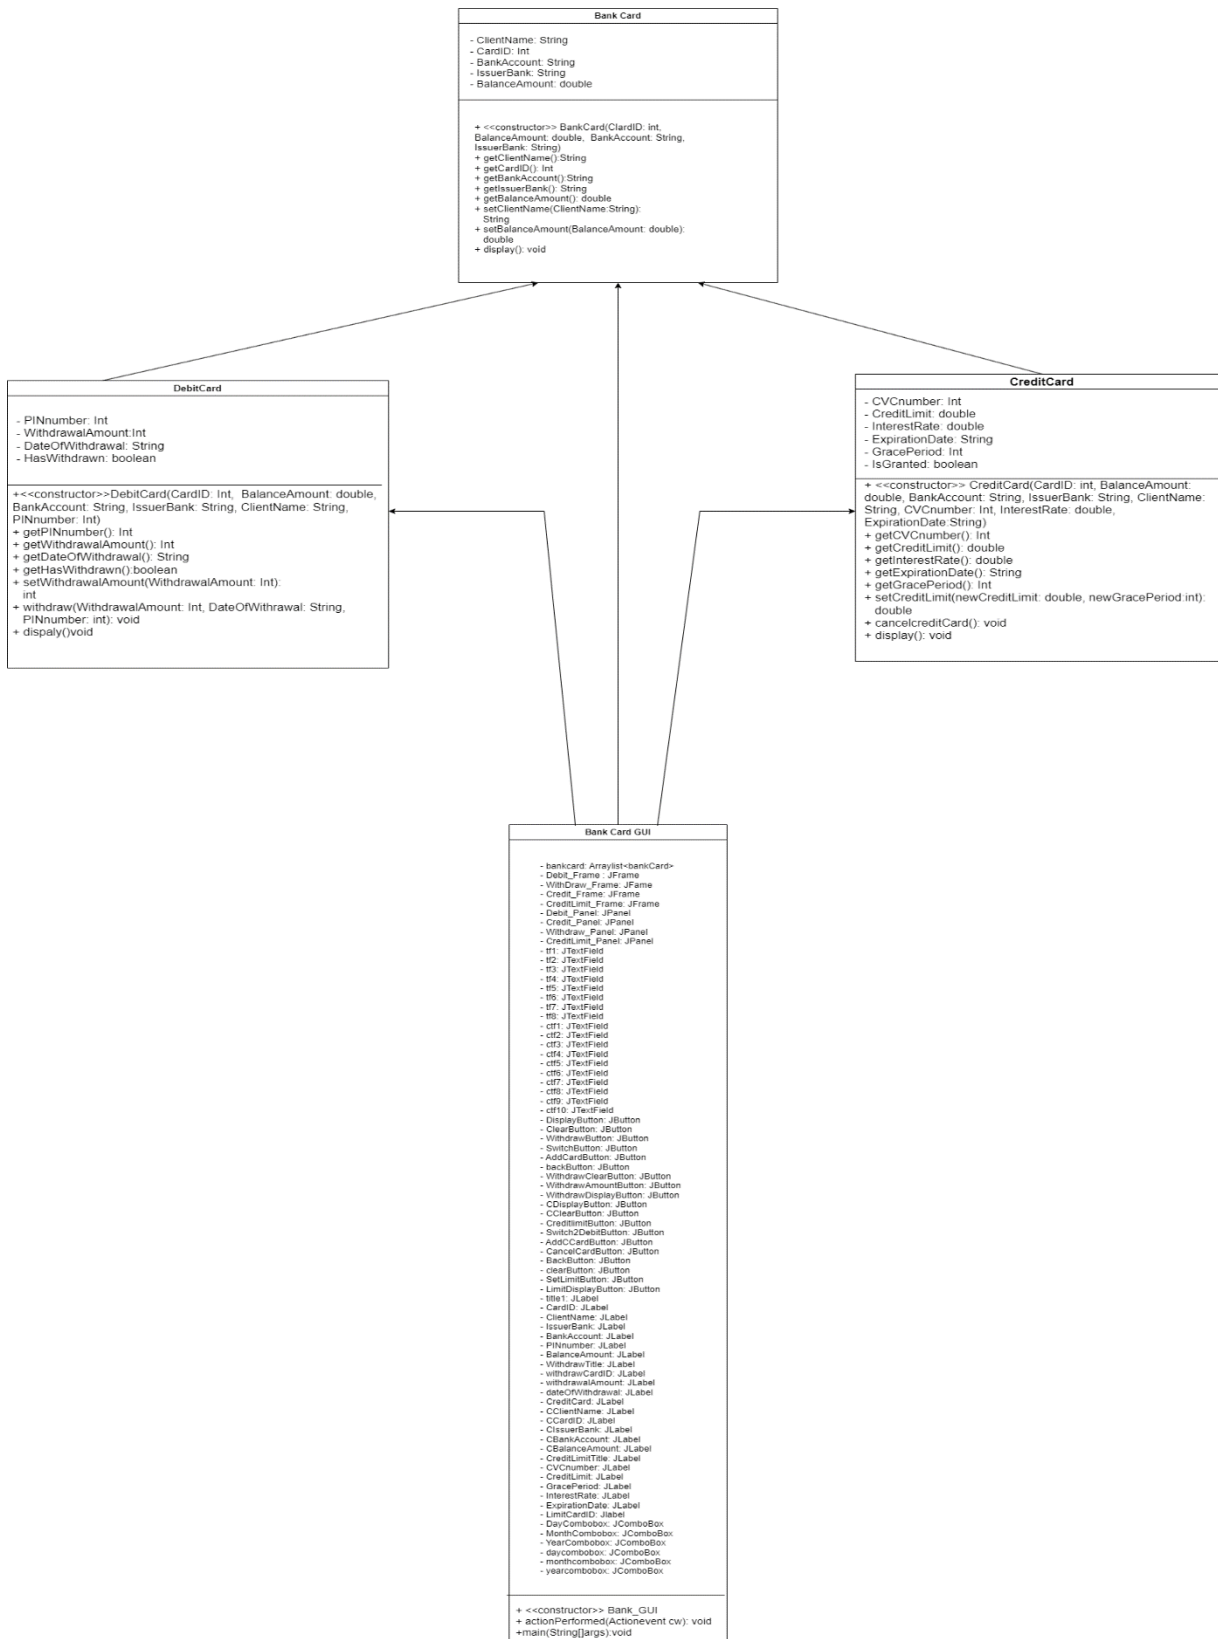 Bank Card
- ClientName: String
- CardID: Int
- BankAccount: String
- IssuerBank: String
- BalanceAmount: double
+ <<constructor>> BankCard(ClardID: int,
BalanceAmount: double, BankAccount: String,
IssuerBank: String)
+ getClientName():String
+ getCardID(): Int
+ getBankAccount():String
+ getIssuerBank(): String
+ getBalanceAmount(): double
+ setClientName(ClientName:String):
String
+ setBalanceAmount(BalanceAmount: double):
double
+ display(): void
DebitCard
- PINnumber: Int
- WithdrawalAmount:Int
- DateOfWithdrawal: String
- HasWithdrawn: boolean
+<<constructor>>DebitCard(CardID: Int, BalanceAmount: double,
BankAccount: String, IssuerBank: String, ClientName: String,
PINnumber: Int)
+ getPINnumber(): Int
+ getWithdrawalAmount(): Int
+ getDateOfWithdrawal(): String
+ getHasWithdrawn():boolean
+ setWithdrawalAmount(WithdrawalAmount: Int):
int
+ withdraw(WithdrawalAmount: Int, DateOfWithrawal: String,
PINnumber: int): void
+ dispaly()void
CreditCard
- CVCnumber: Int
- CreditLimit: double
- InterestRate: double
- ExpirationDate: String
- GracePeriod: Int
- IsGranted: boolean
+ <<constructor>> CreditCard(CardID: int, BalanceAmount:
double, BankAccount: String, IssuerBank: String, ClientName:
String, CVCnumber: Int, InterestRate: double,
ExpirationDate:String)
+ getCVCnumber(): Int
+ getCreditLimit(): double
+ getInterestRate(): double
+ getExpirationDate(): String
+ getGracePeriod(): Int
+ setCreditLimit(newCreditLimit: double, newGracePeriod:int):
double
+ cancelcreditCard(): void
+ display(): void
Bank Card GUI
- bankcard: Arraylist<bankCard>
- Debit_Frame : JFrame
- WithDraw_Frame: JFame
- Credit_Frame: JFrame
- CreditLimit_Frame: JFrame
- Debit_Panel: JPanel
- Credit_Panel: JPanel
- Withdraw_Panel: JPanel
- CreditLimit_Panel: JPanel
- tf1: JTextField
- tf2: JTextField
- tf3: JTextField
- tf4: JTextField
- tf5: JTextField
- tf6: JTextField
- tf7: JTextField
- tf8: JTextField
- ctf1: JTextField
- ctf2: JTextField
- ctf3: JTextField
- ctf4: JTextField
- ctf5: JTextField
- ctf6: JTextField
- ctf7: JTextField
- ctf8: JTextField
- ctf9: JTextField
- ctf10: JTextField
- DisplayButton: JButton
- ClearButton: JButton
- WithdrawButton: JButton
- SwitchButton: JButton
- AddCardButton: JButton
- backButton: JButton
- WithdrawClearButton: JButton
- WithdrawAmountButton: JButton
- WithdrawDisplayButton: JButton
- CDisplayButton: JButton
- CClearButton: JButton
- CreditlimitButton: JButton
- Switch2DebitButton: JButton
- AddCCardButton: JButton
- CancelCardButton: JButton
- BackButton: JButton
- clearButton: JButton
- SetLimitButton: JButton
- LimitDisplayButton: JButton
- title1: JLabel
- CardID: JLabel
- ClientName: JLabel
- IssuerBank: JLabel
- BankAccount: JLabel
- PINnumber: JLabel
- BalanceAmount: JLabel
- WithdrawTitle: JLabel
- withdrawCardID: JLabel
- withdrawalAmount: JLabel
- dateOfWithdrawal: JLabel
- CreditCard: JLabel
- CClientName: JLabel
- CCardID: JLabel
- CIssuerBank: JLabel
- CBankAccount: JLabel
- CBalanceAmount: JLabel
- CreditLimitTitle: JLabel
- CVCnumber: JLabel
- CreditLimit: JLabel
- GracePeriod: JLabel
- InterestRate: JLabel
- ExpirationDate: JLabel
- LimitCardID: Jlabel
- DayCombobox: JComboBox
- MonthCombobox: JComboBox
- YearCombobox: JComboBox
- daycombobox: JComboBox
- monthcombobox: JComboBox
- yearcombobox: JComboBox
+ <<constructor>> Bank_GUI
+ actionPerformed(Actionevent cw): void
+main(String[]args):void